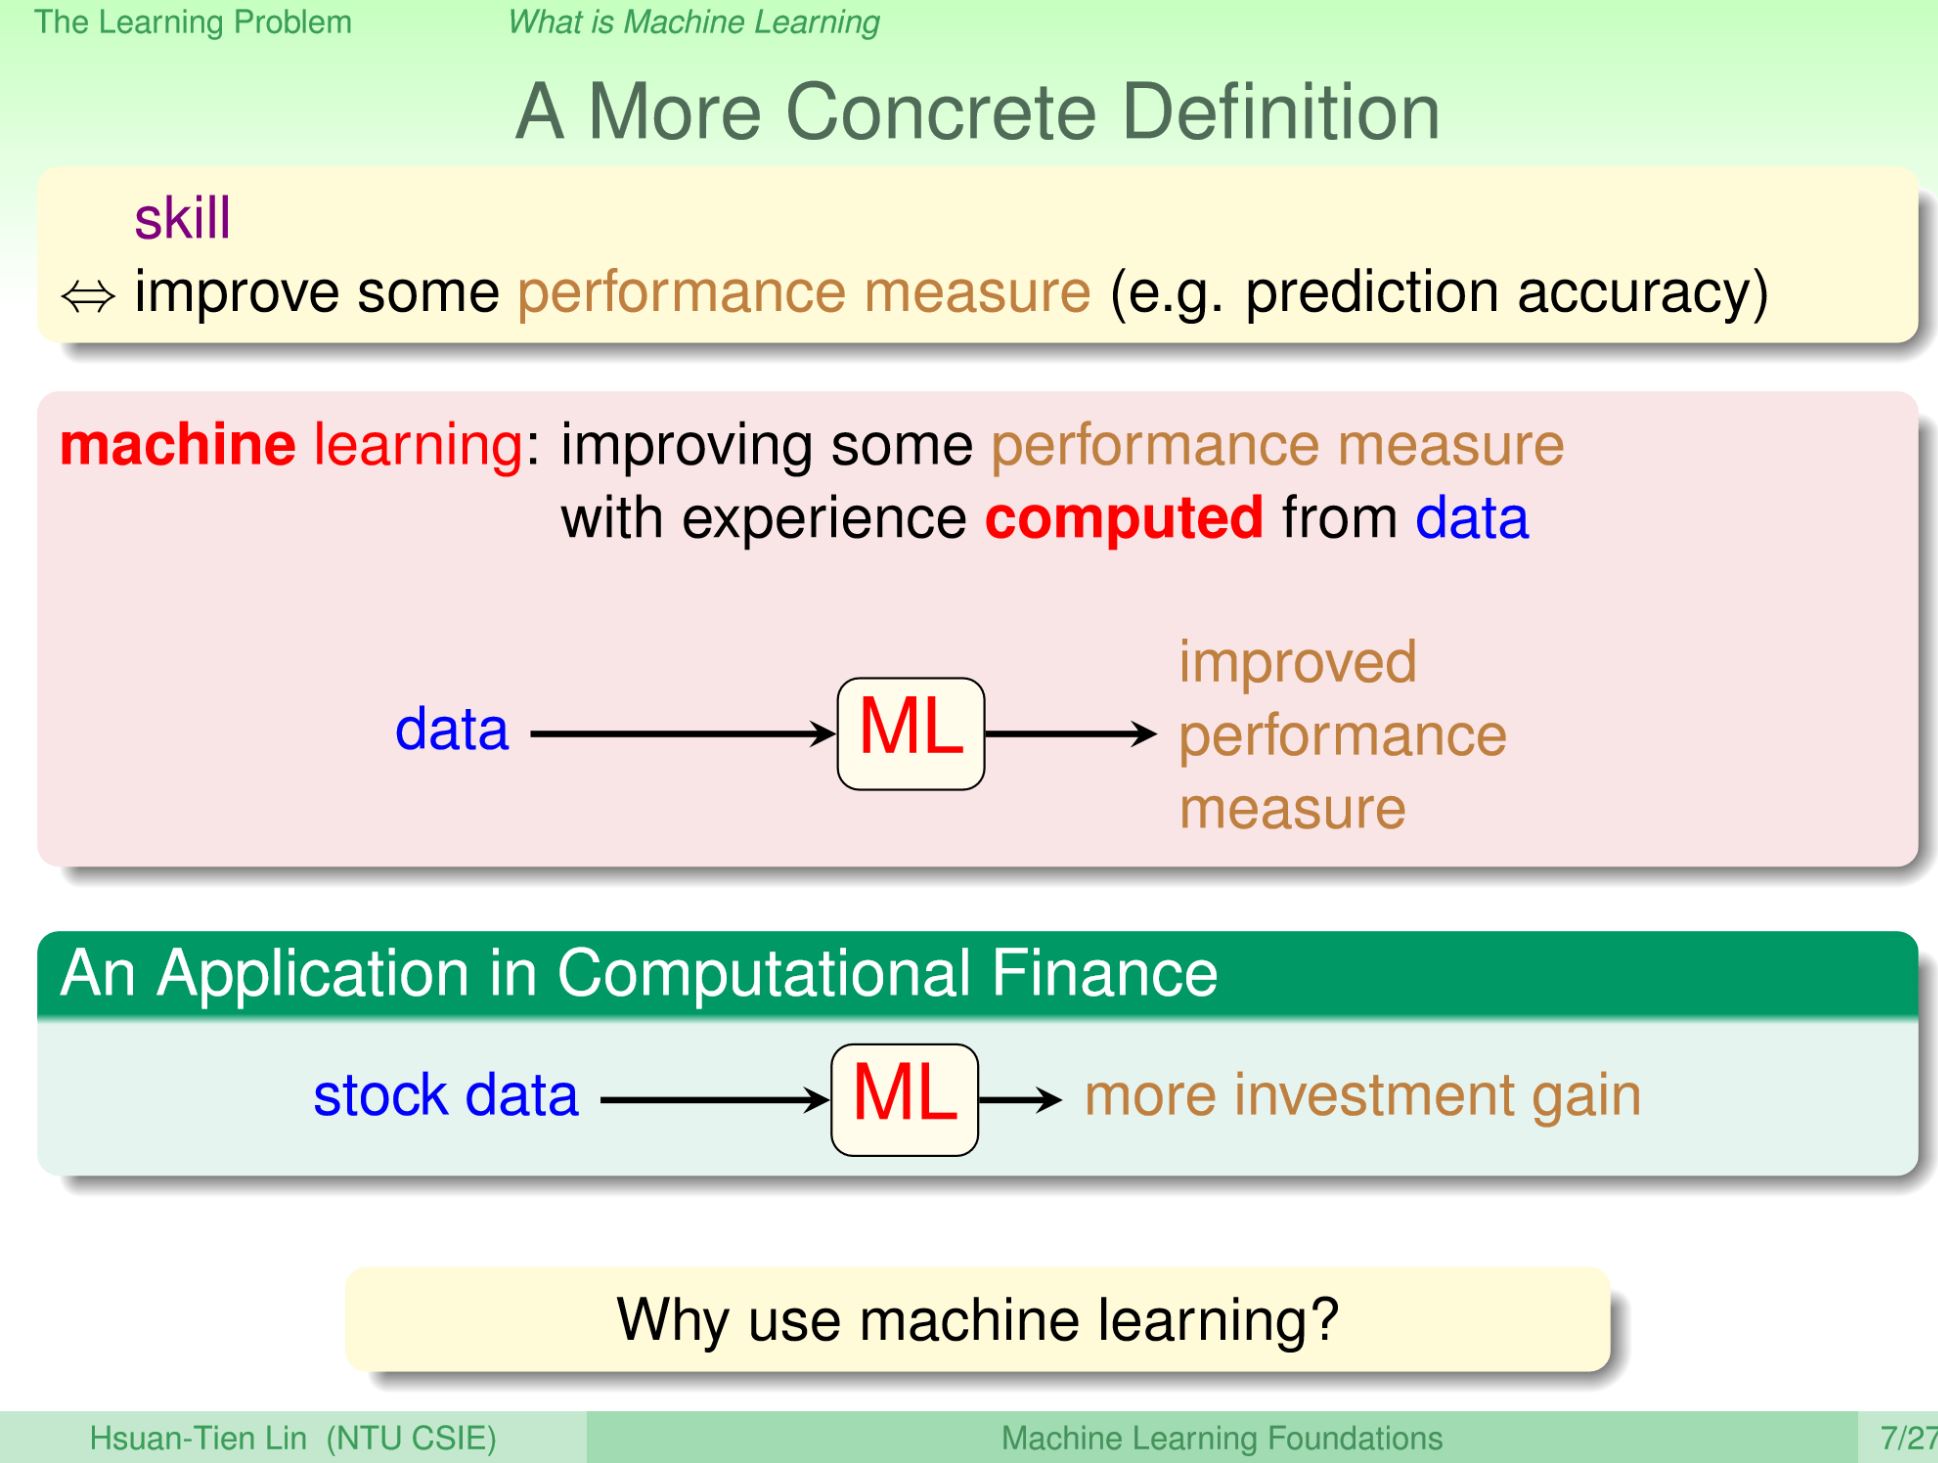 The Learning Problem What is Machine Learning
A More Concrete Definition
skill
⇔ improve some performance measure (e.g. prediction accuracy)
machine learning: improving some performance measure
with experience computed from data
data ML improved
performance
measure
An Application in Computational Finance
stock data ML more investment gain
Why use machine learning?
Hsuan-Tien Lin (NTU CSIE) Machine Learning Foundations 7/27